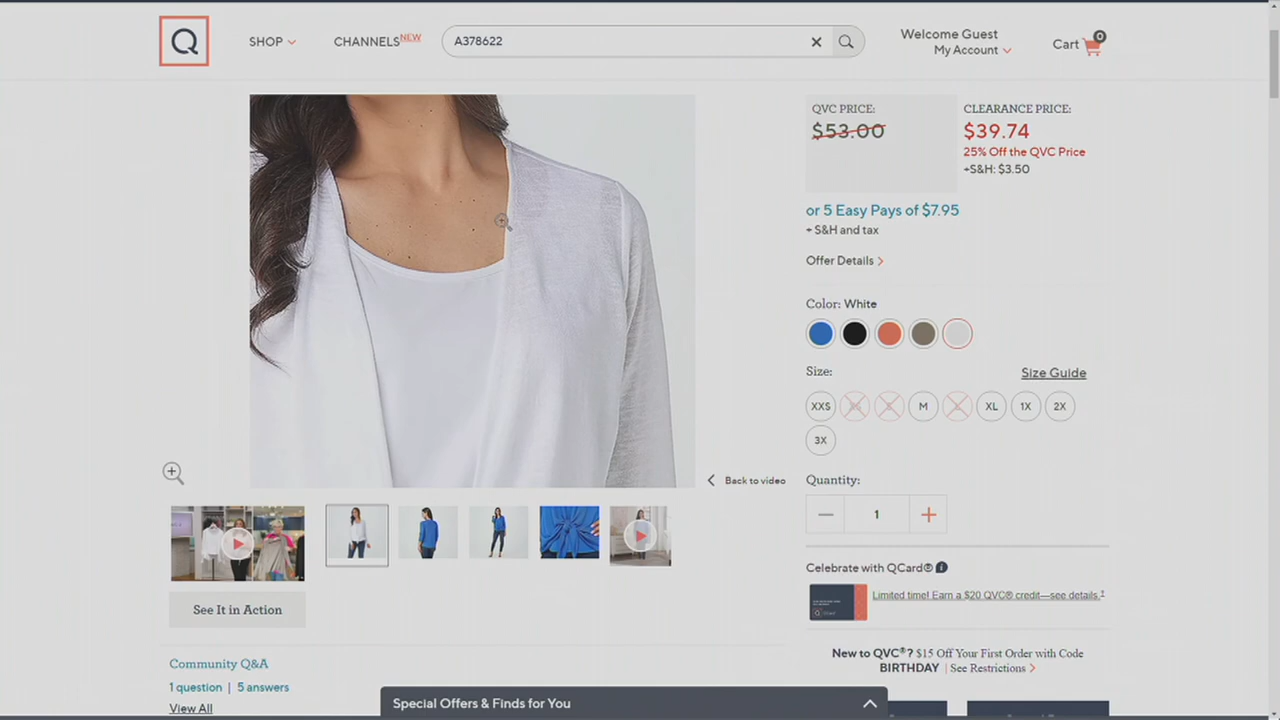 Q
SHOP
CHANNELS NEW
A378622
Welcome Guest
My Account
Cart
0
QVC PRICE:
$53.00
CLEARANCE PRICE:
$39.74
25% Off the QVC Price
+S&H: $3.50
or 5 Easy Pays of $7.95
+ S&H and tax
Offer Details
Color: White
Size:
Size Guide
XXS
M
XL
1X
2X
3X
Back to video
Quantity:
1
Celebrate with QCard®
Limited time! Earn a $20 QVC® credit—see details.¹
See It in Action
New to QVC®? $15 Off Your First Order with Code
BIRTHDAY | See Restrictions
Community Q&A
1 question | 5 answers
View All
Special Offers & Finds for You